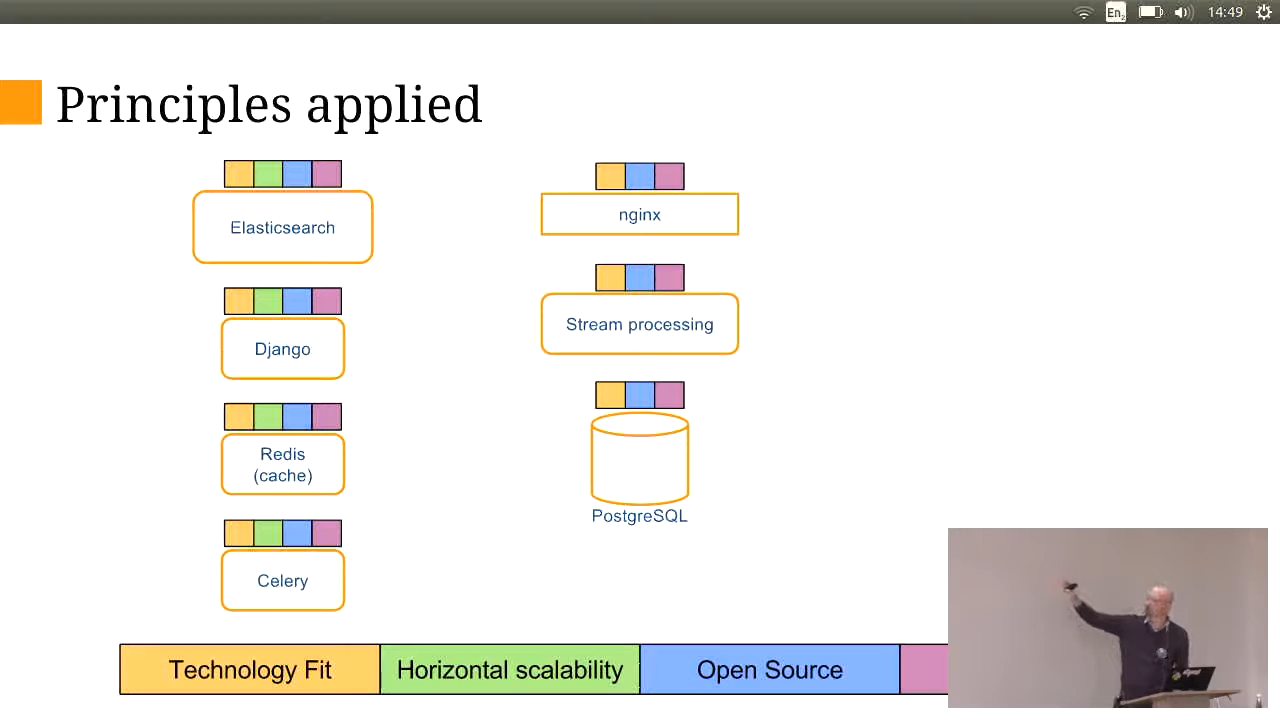 En₂
14:49
Principles applied
Elasticsearch
Django
Redis
(cache)
Celery
nginx
Stream processing
PostgreSQL
Technology Fit
Horizontal scalability
Open Source